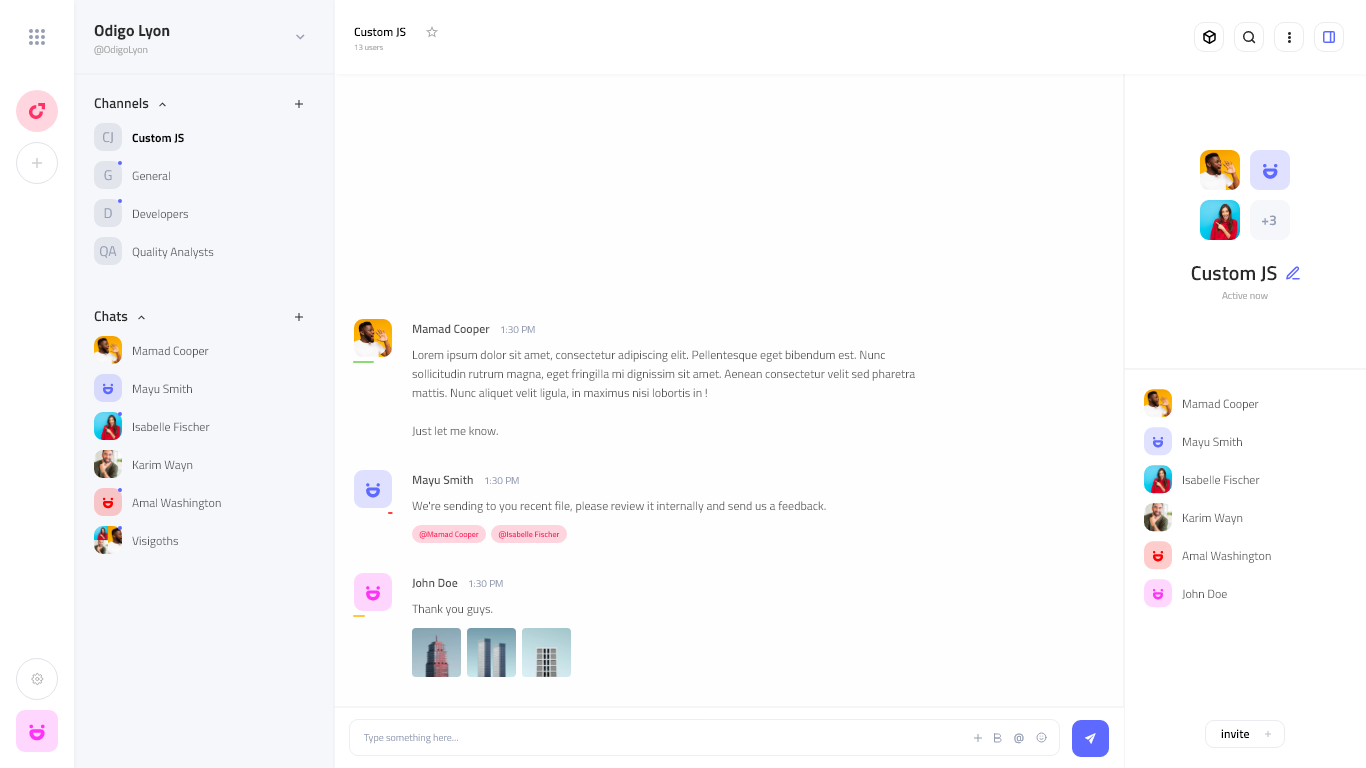 Odigo Lyon
@OdigoLyon
Channels
CJ Custom JS
G General
D Developers
QA Quality Analysts
Chats
Mamad Cooper
Mayu Smith
Isabelle Fischer
Karim Wayn
Amal Washington
Visigoths
Custom JS
13 users
Mamad Cooper 1:30 PM
Lorem ipsum dolor sit amet, consectetur adipiscing elit. Pellentesque eget bibendum est. Nunc
sollicitudin rutrum magna, eget fringilla mi dignissim sit amet. Aenean consectetur velit sed pharetra
mattis. Nunc aliquet velit ligula, in maximus nisi lobortis in !
Just let me know.
Mayu Smith 1:30 PM
We're sending to you recent file, please review it internally and send us a feedback.
@Mamad Cooper @Isabelle Fischer
John Doe 1:30 PM
Thank you guys.
Type something here... B @
+3
Custom JS
Active now
Mamad Cooper
Mayu Smith
Isabelle Fischer
Karim Wayn
Amal Washington
John Doe
invite +